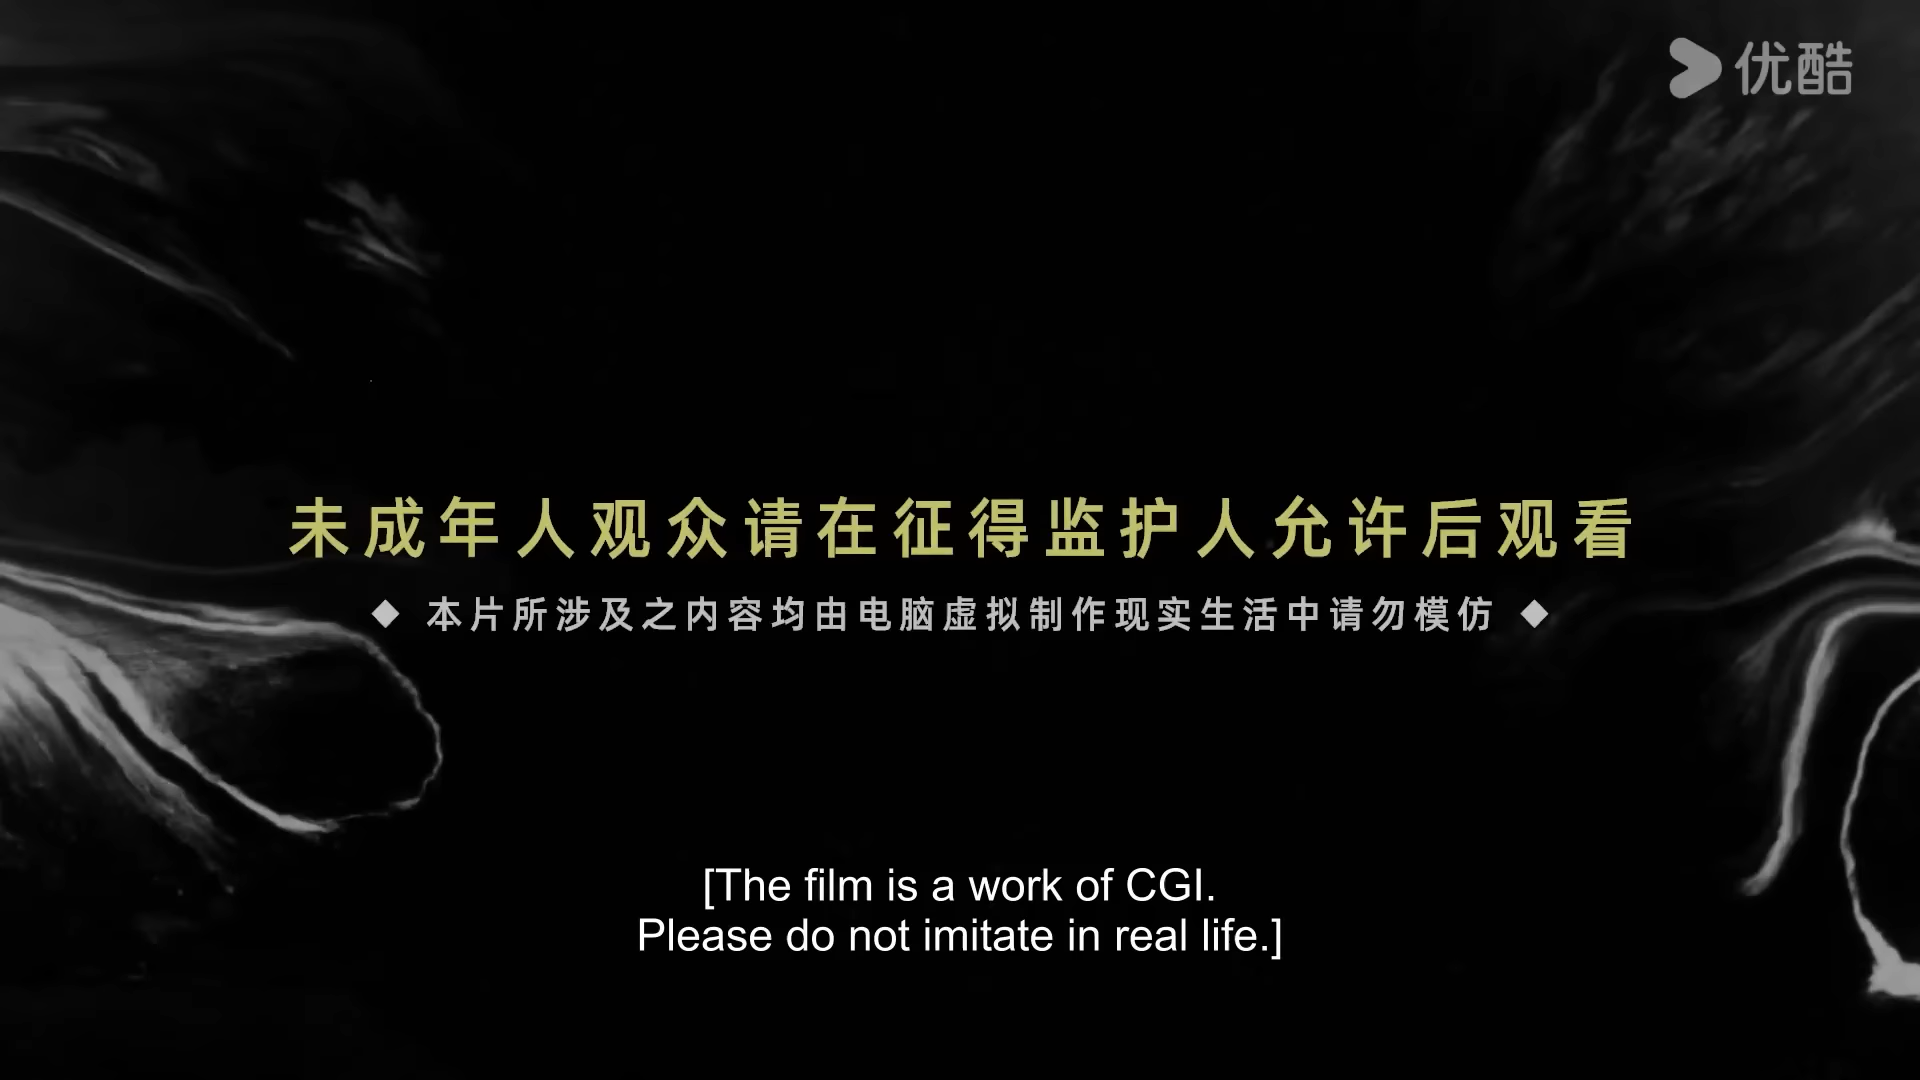 优酷
未成年人观众请在征得监护人允许后观看
◆ 本片所涉及之内容均由电脑虚拟制作现实生活中请勿模仿 ◆
[The film is a work of CGI.
Please do not imitate in real life.]